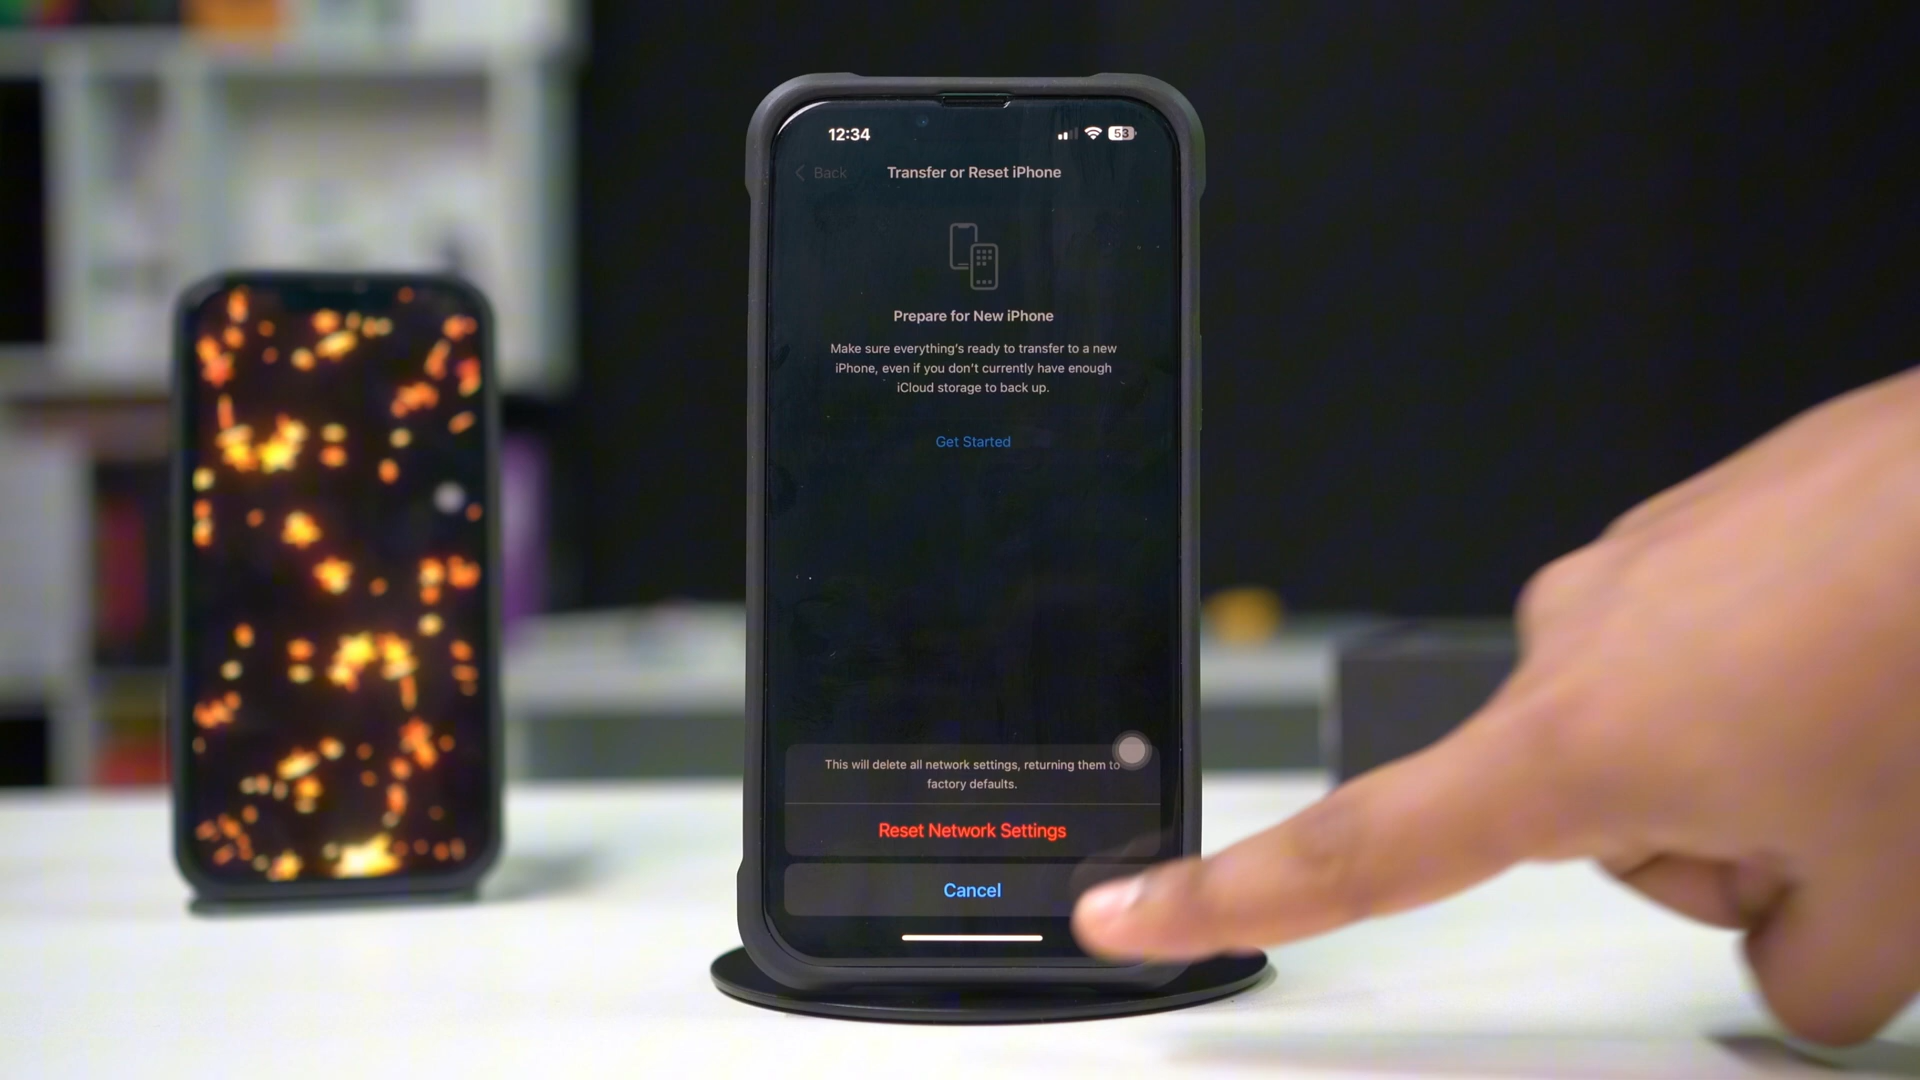 12:34
53
Back
Transfer or Reset iPhone
Prepare for New iPhone
Make sure everything's ready to transfer to a new
iPhone, even if you don't currently have enough
iCloud storage to back up.
Get Started
This will delete all network settings, returning them to
factory defaults.
Reset Network Settings
Cancel